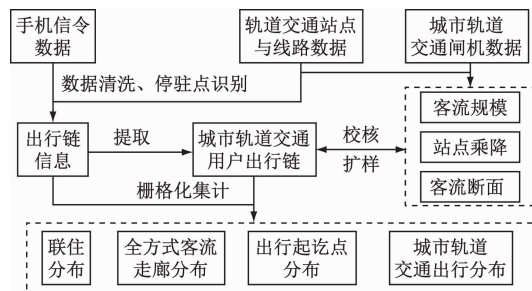 手机信令
数据
轨道交通站点
与线路数据
城市轨道
交通闸机数据
数据清洗、停驻点识别
出行链
信息
提取
城市轨道交通
用户出行链
校核
扩样
客流规模
站点乘降
客流断面
栅格化集计
联住
分布
全方式客流
走廊分布
出行起讫点
分布
城市轨道
交通出行分布